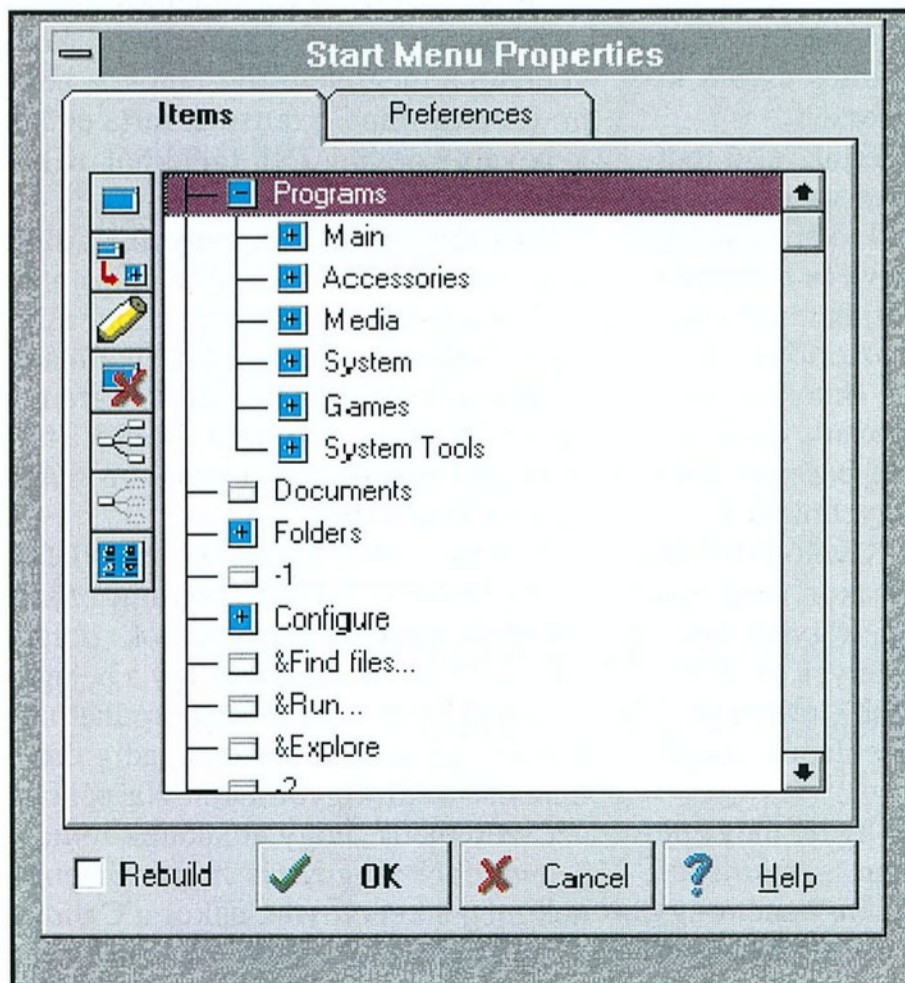 Start Menu Properties
Items
Preferences
Programs
Main
Accessories
Media
System
Games
System Tools
Documents
Folders
-1
Configure
&Find files...
&Run...
&Explore
-2
Rebuild
OK
Cancel
Help